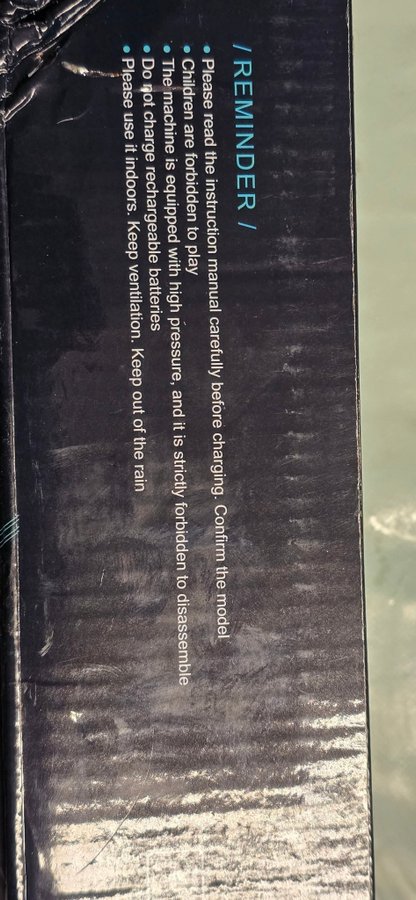 / REMINDER /
• Please read the instruction manual carefully before charging. Confirm the model
• Children are forbidden to play
• The machine is equipped with high pressure, and it is strictly forbidden to disassemble
• Do not charge rechargeable batteries
• Please use it indoors. Keep ventilation. Keep out of the rain